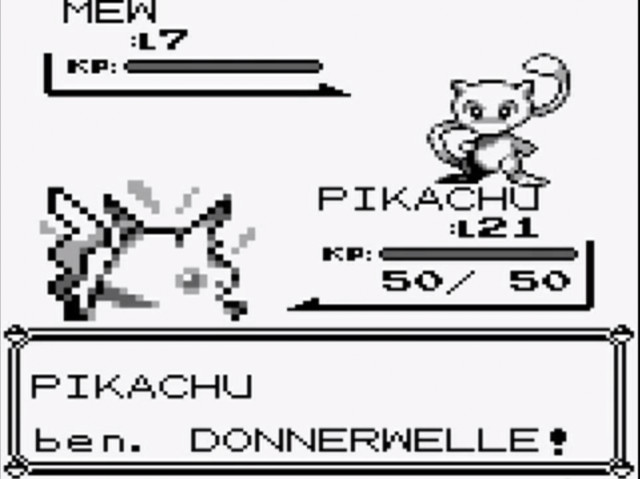 MEW
:L7
KP:
PIKACHU
:L21
KP:
50/ 50
PIKACHU
ben. DONNERWELLE!